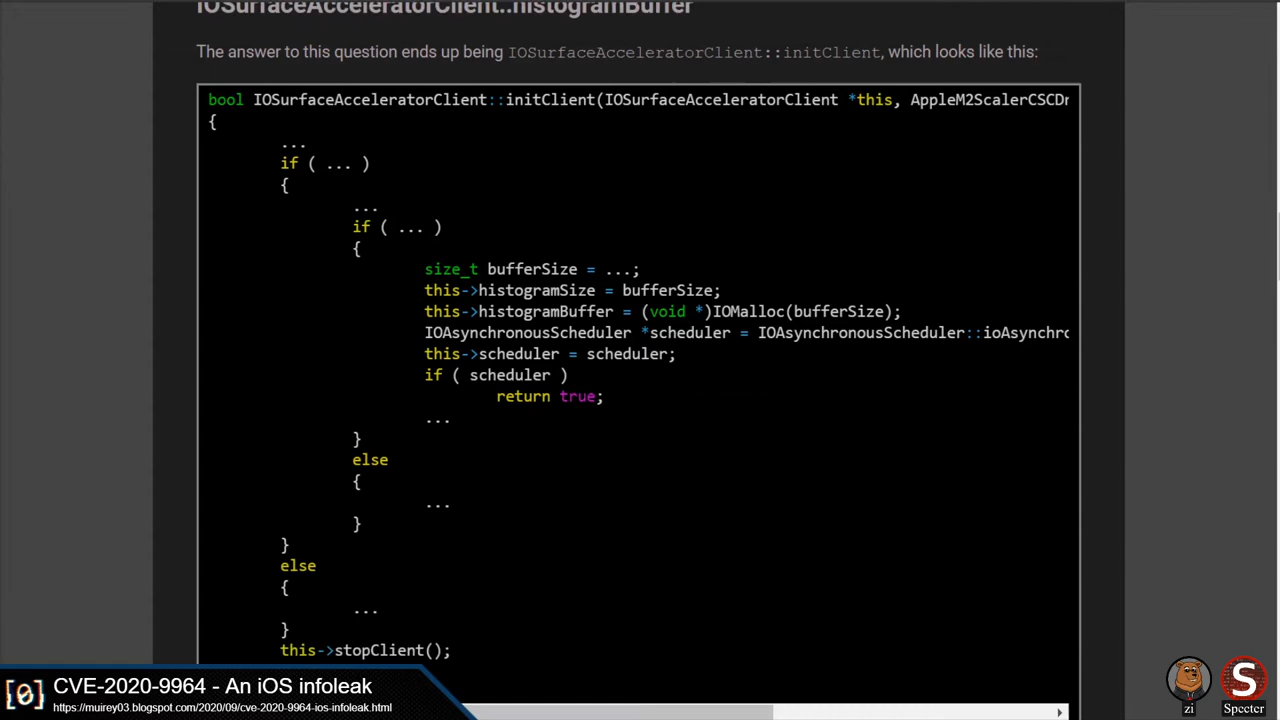 IOSurfaceAcceleratorClient::histogramBuffer
The answer to this question ends up being IOSurfaceAcceleratorClient::initClient, which looks like this:
bool IOSurfaceAcceleratorClient::initClient(IOSurfaceAcceleratorClient *this, AppleM2ScalerCSCDr
{
...
if ( ... )
{
...
if ( ... )
{
size_t bufferSize = ...;
this->histogramSize = bufferSize;
this->histogramBuffer = (void *)IOMalloc(bufferSize);
IOAsynchronousScheduler *scheduler = IOAsynchronousScheduler::ioAsynchro
this->scheduler = scheduler;
if ( scheduler )
return true;
...
}
else
{
...
}
}
else
{
...
}
this->stopClient();
[0] CVE-2020-9964 - An iOS infoleak
https://muirey03.blogspot.com/2020/09/cve-2020-9964-ios-infoleak.html
zi
S
Specter